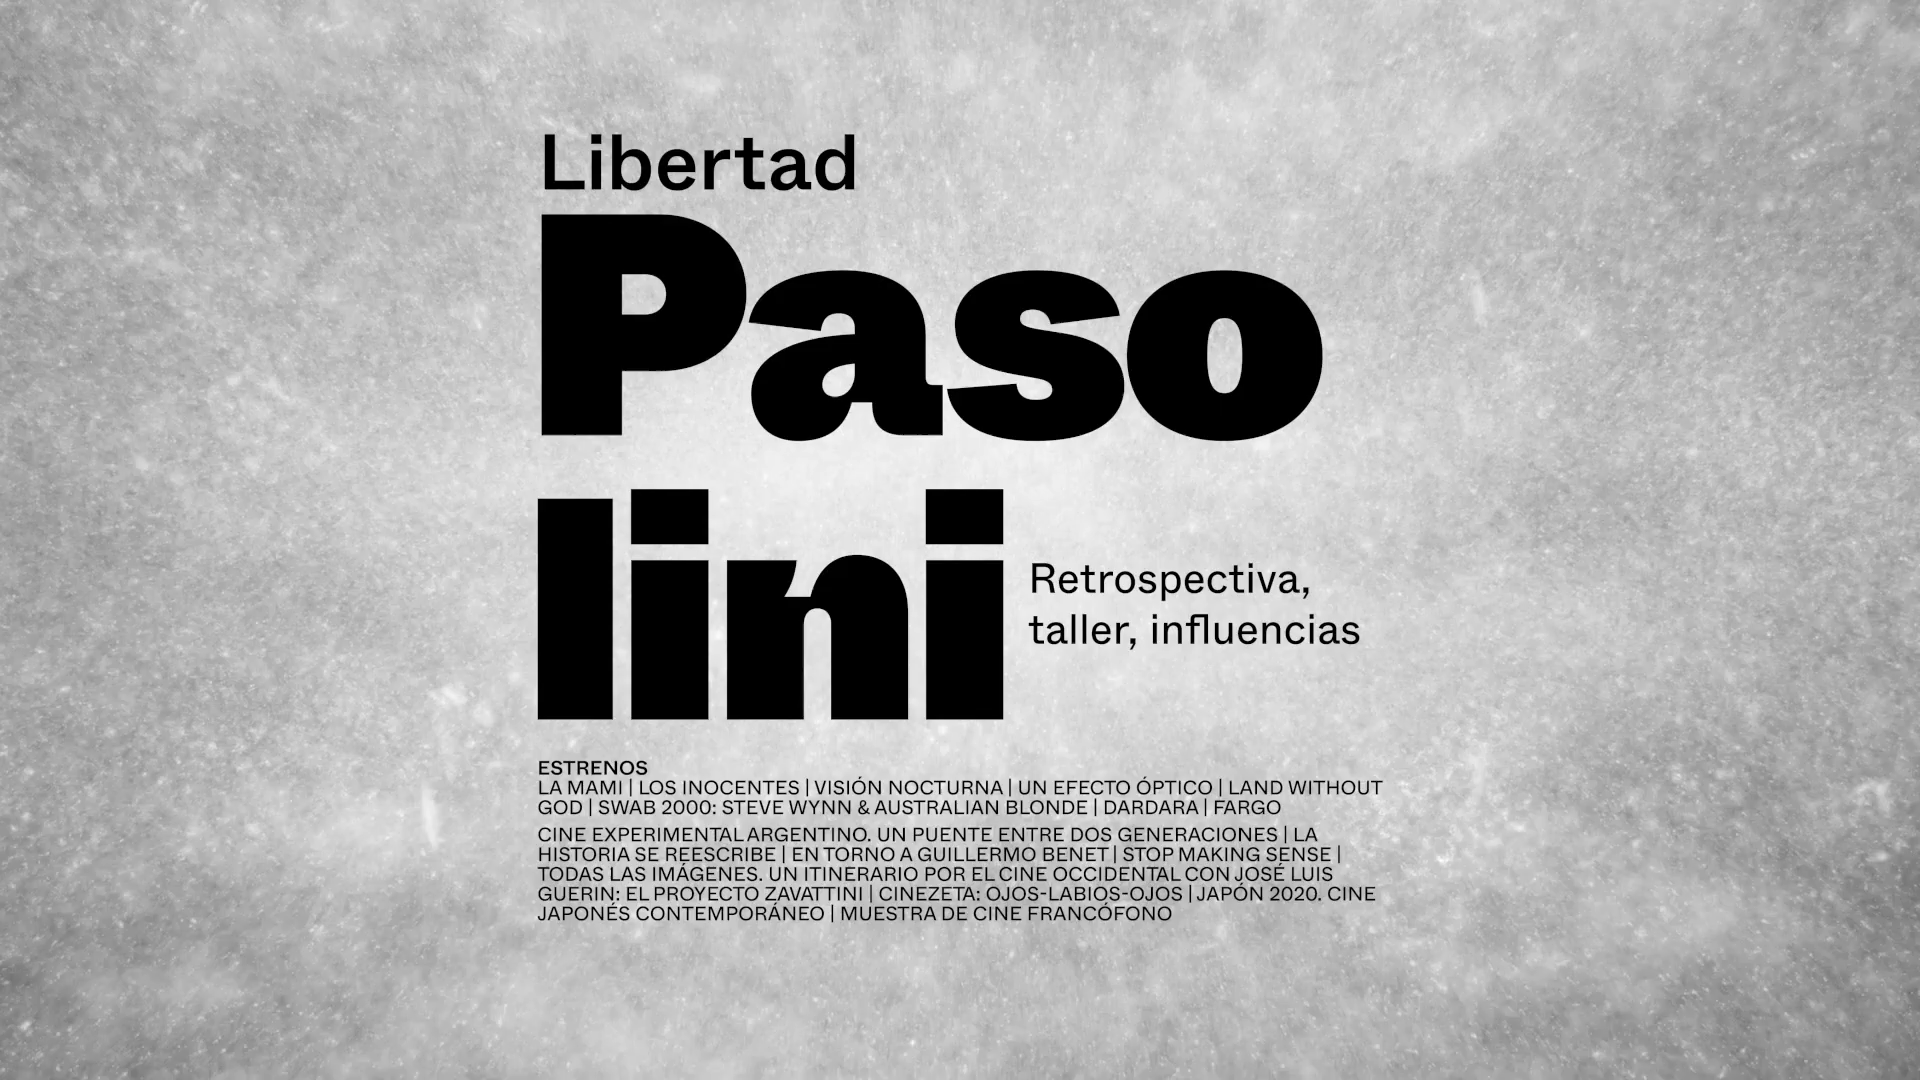 Libertad
Paso
lini
Retrospectiva,
taller, influencias
ESTRENOS
LA MAMI | LOS INOCENTES | VISIÓN NOCTURNA | UN EFECTO ÓPTICO | LAND WITHOUT
GOD | SWAB 2000: STEVE WYNN & AUSTRALIAN BLONDE | DARDARA | FARGO
CINE EXPERIMENTAL ARGENTINO. UN PUENTE ENTRE DOS GENERACIONES | LA
HISTORIA SE REESCRIBE | EN TORNO A GUILLERMO BENET | STOP MAKING SENSE |
TODAS LAS IMÁGENES. UN ITINERARIO POR EL CINE OCCIDENTAL CON JOSÉ LUIS
GUERIN: EL PROYECTO ZAVATTINI | CINEZETA: OJOS-LABIOS-OJOS | JAPÓN 2020. CINE
JAPONÉS CONTEMPORÁNEO | MUESTRA DE CINE FRANCÓFONO